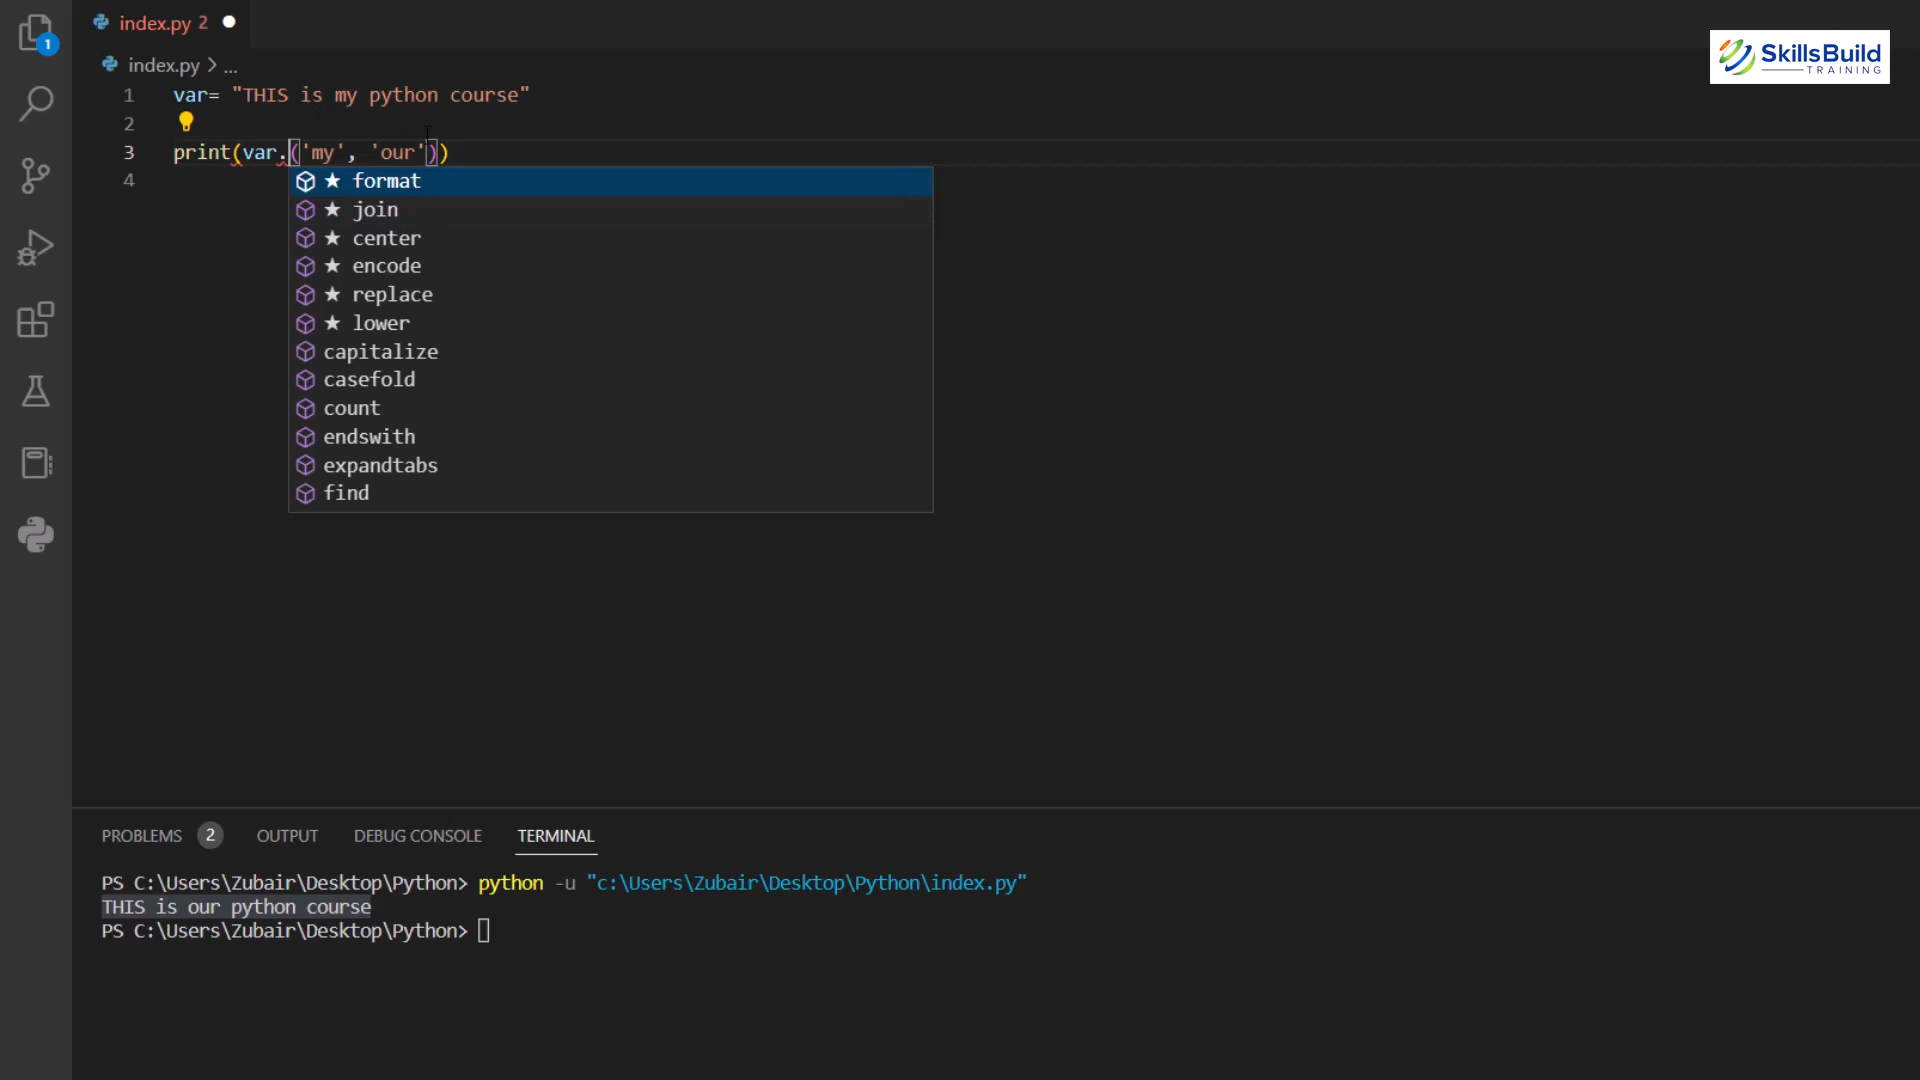 index.py 2
SkillsBuild
TRAINING
1
index.py > ...
1 var= "THIS is my python course"
2
3 print(var.('my', 'our'))
4
★ format
★ join
★ center
★ encode
★ replace
★ lower
capitalize
casefold
count
endswith
expandtabs
find
PROBLEMS 2 OUTPUT DEBUG CONSOLE TERMINAL
PS C:\Users\Zubair\Desktop\Python> python -u "c:\Users\Zubair\Desktop\Python\index.py"
THIS is our python course
PS C:\Users\Zubair\Desktop\Python>